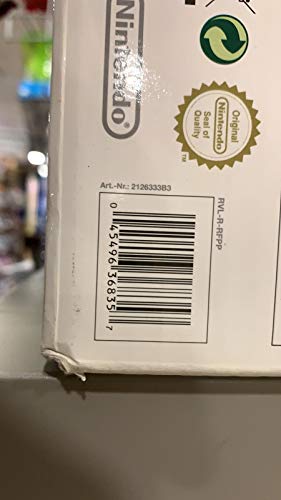 Nintendo®
Original
Nintendo®
Seal of
Quality
TM
Art.-Nr.: 2126333B3
RVL-R-RFPP
0 45496 36835 7